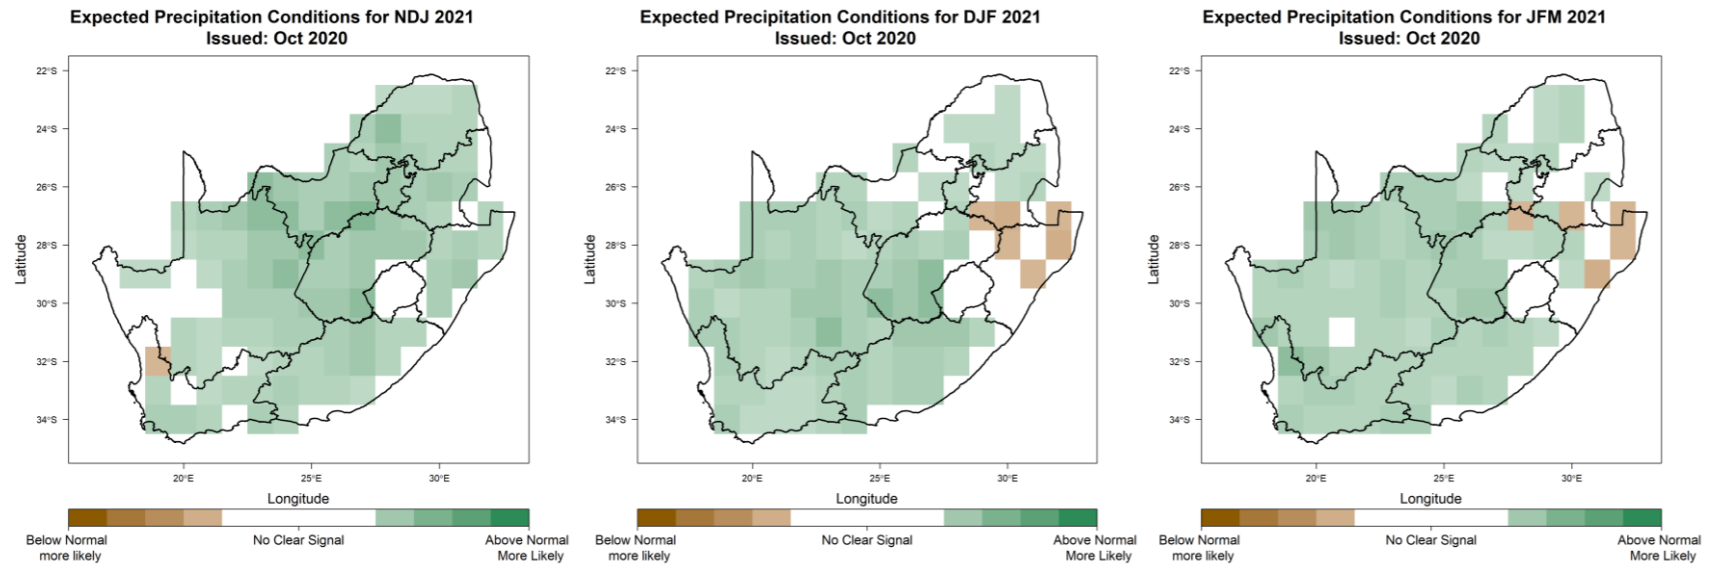 Expected Precipitation Conditions for NDJ 2021
Issued: Oct 2020
22°S
24°S
26°S
28°S
30°S
32°S
34°S
Latitude
20°E
25°E
30°E
Longitude
Below Normal
more likely
No Clear Signal
Above Normal
More Likely
Expected Precipitation Conditions for DJF 2021
Issued: Oct 2020
22°S
24°S
26°S
28°S
30°S
32°S
34°S
Latitude
20°E
25°E
30°E
Longitude
Below Normal
more likely
No Clear Signal
Above Normal
More Likely
Expected Precipitation Conditions for JFM 2021
Issued: Oct 2020
22°S
24°S
26°S
28°S
30°S
32°S
34°S
Latitude
20°E
25°E
30°E
Longitude
Below Normal
more likely
No Clear Signal
Above Normal
More Likely